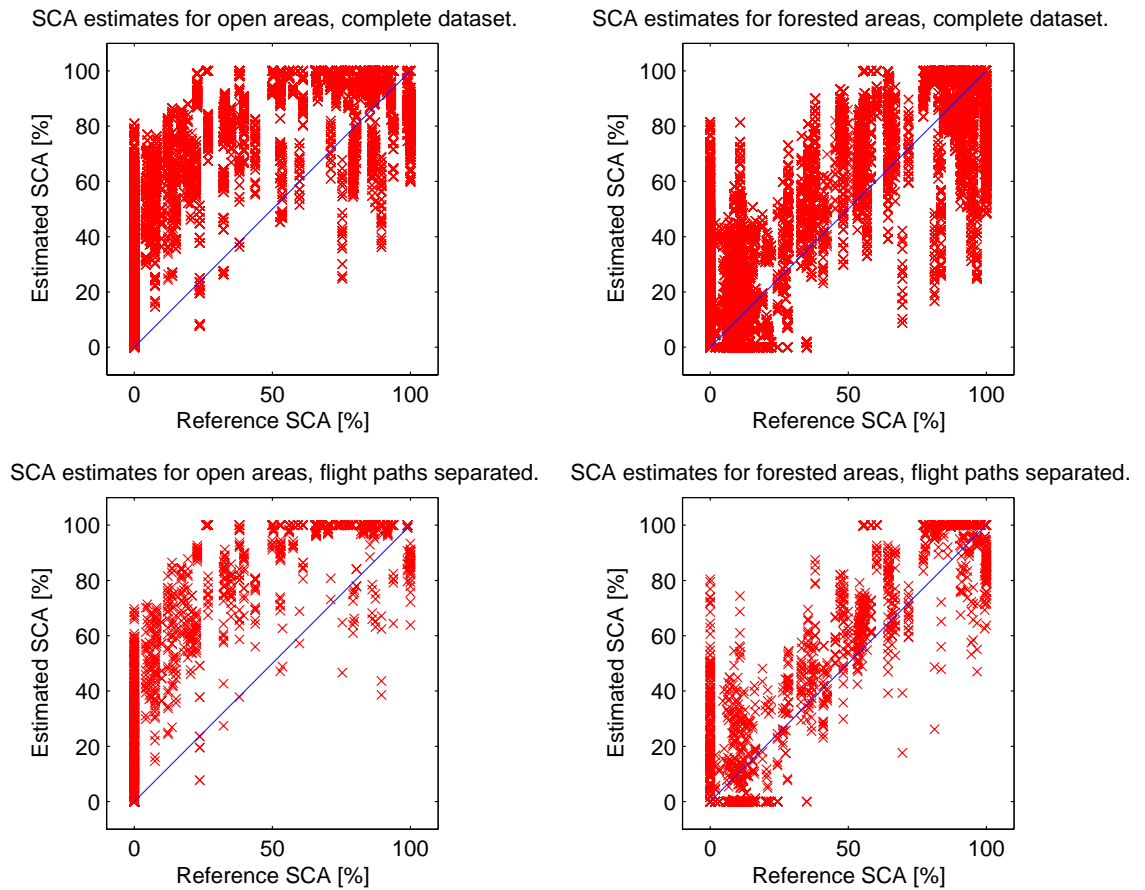 SCA estimates for open areas, complete dataset.
100
80
60
40
20
0
Estimated SCA [%]
0 50 100
Reference SCA [%]
SCA estimates for forested areas, complete dataset.
100
80
60
40
20
0
Estimated SCA [%]
0 50 100
Reference SCA [%]
SCA estimates for open areas, flight paths separated.
100
80
60
40
20
0
Estimated SCA [%]
0 50 100
Reference SCA [%]
SCA estimates for forested areas, flight paths separated.
100
80
60
40
20
0
Estimated SCA [%]
0 50 100
Reference SCA [%]